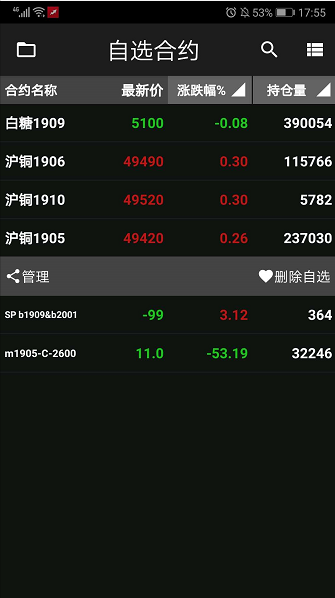 4G 53% 17:55
自选合约
合约名称 最新价 涨跌幅% 持仓量
白糖1909 5100 -0.08 390054
沪铜1906 49490 0.30 115766
沪铜1910 49520 0.30 5782
沪铜1905 49420 0.26 237030
管理 删除自选
SP b1909&b2001 -99 3.12 364
m1905-C-2600 11.0 -53.19 32246